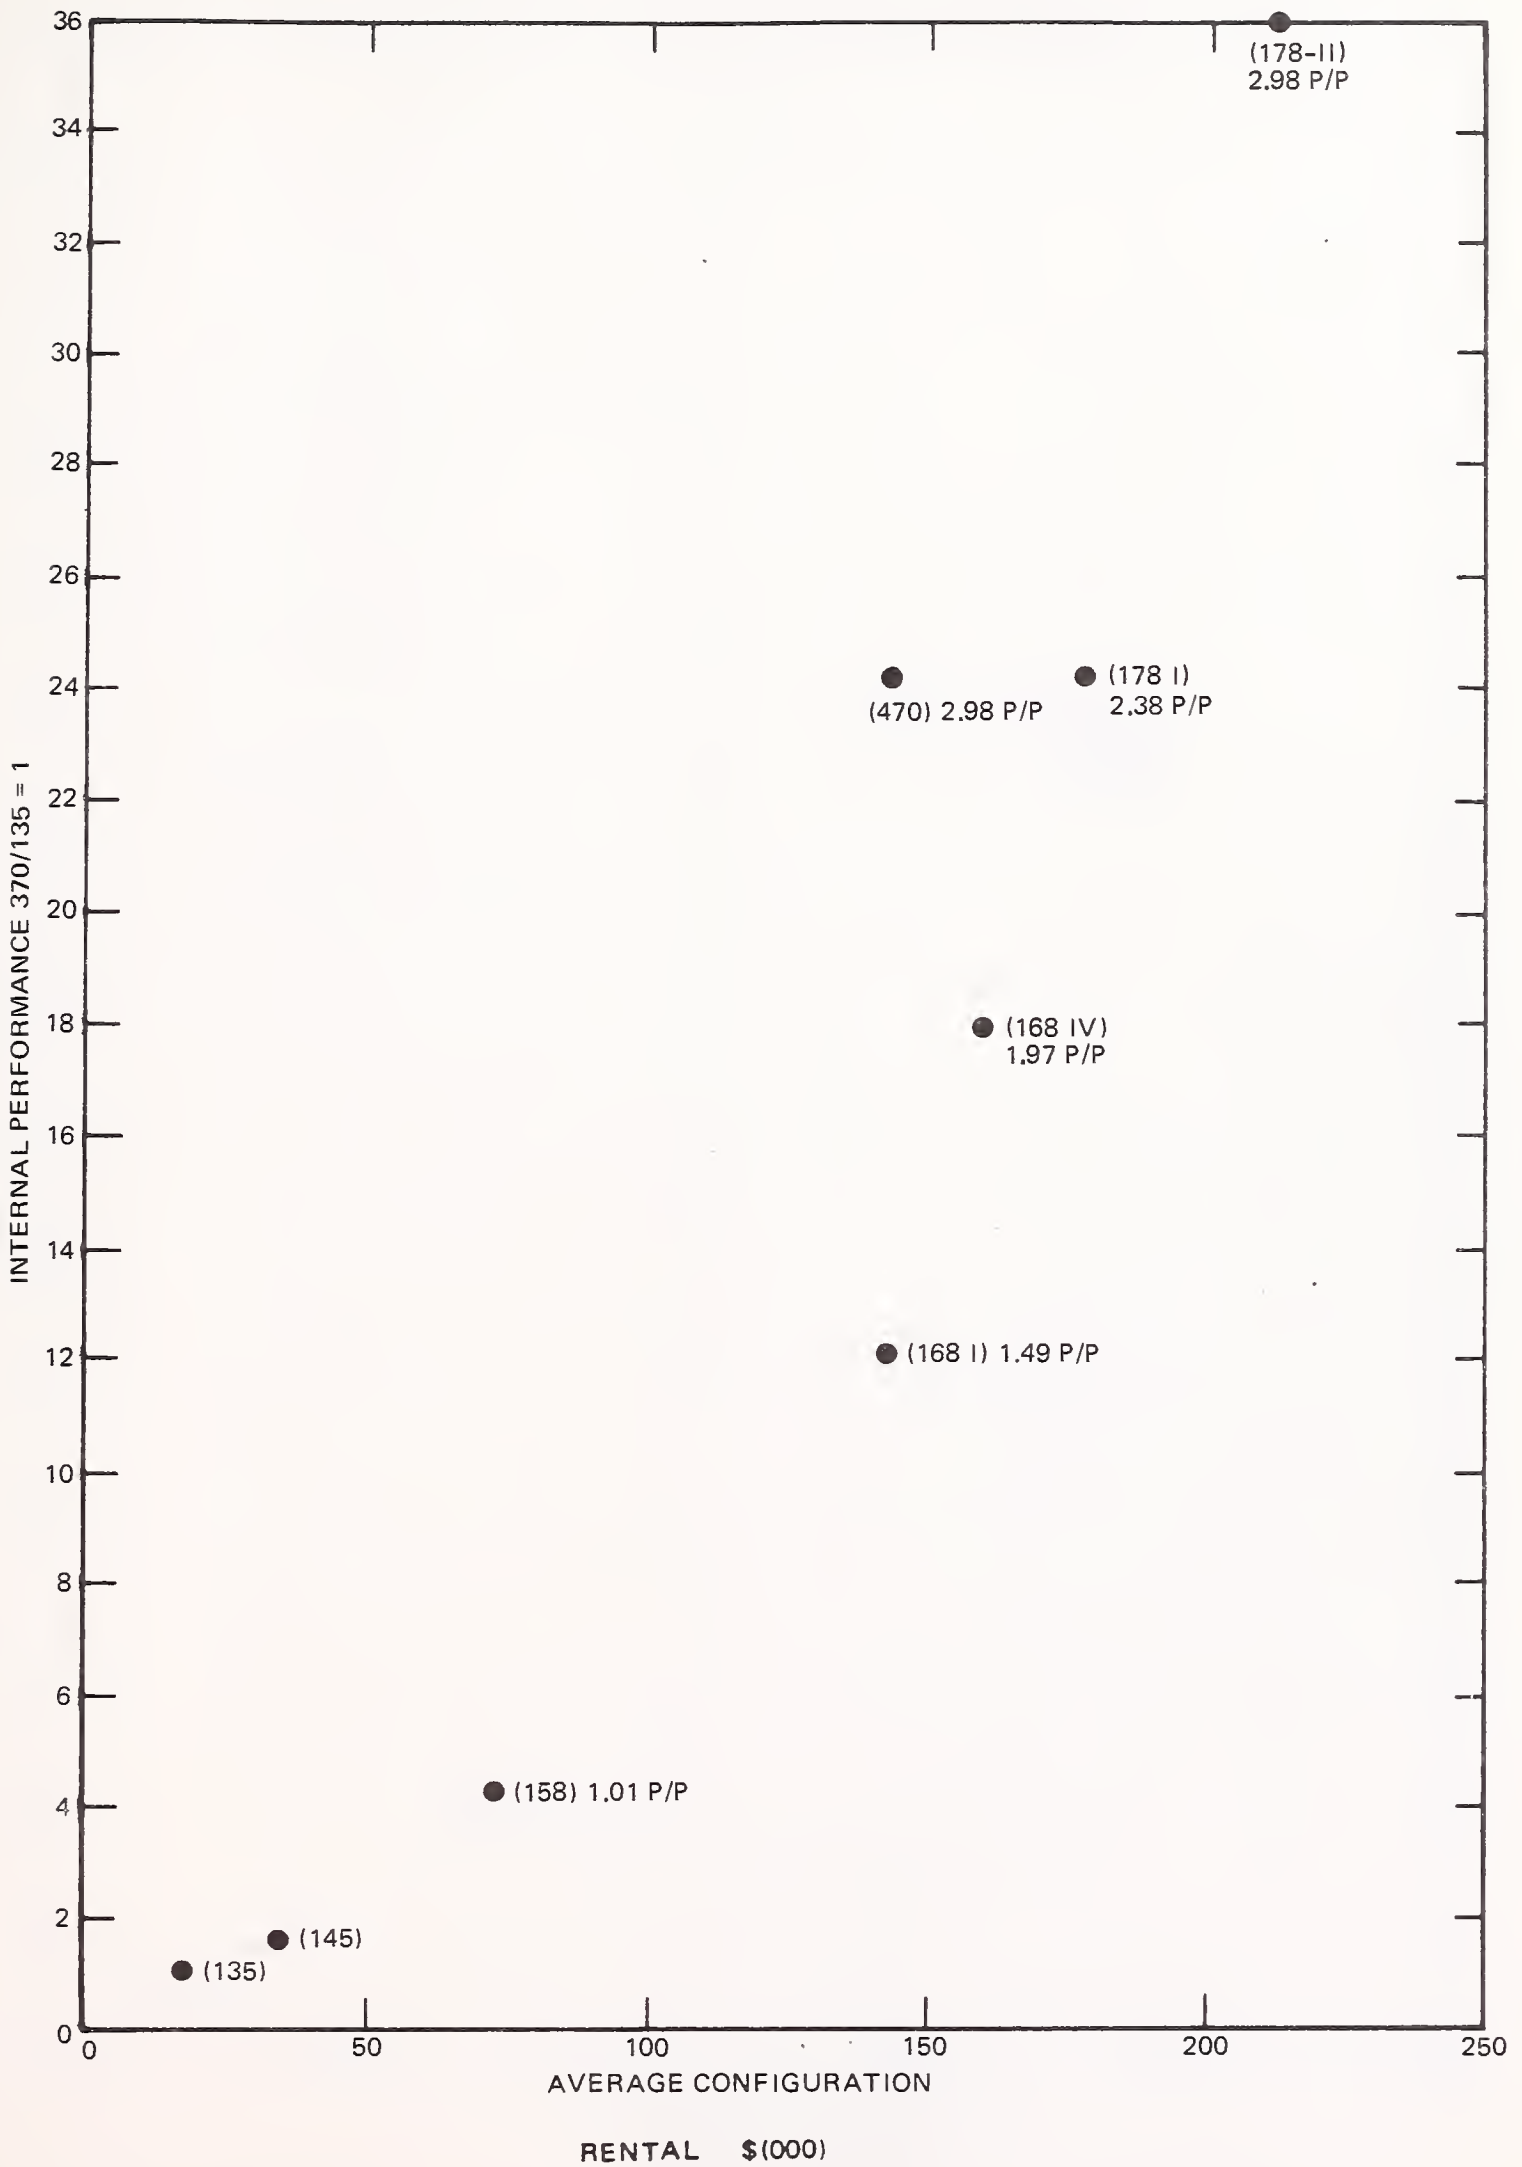 36
(178-II)
2.98 P/P
34
32
30
28
26
24
(470) 2.98 P/P
(178 I)
2.38 P/P
22
20
18
(168 IV)
1.97 P/P
16
14
12
(168 I) 1.49 P/P
10
8
6
4
(158) 1.01 P/P
2
(145)
(135)
0
INTERNAL PERFORMANCE 370/135 = 1
0 50 100 150 200 250
AVERAGE CONFIGURATION
RENTAL $(000)